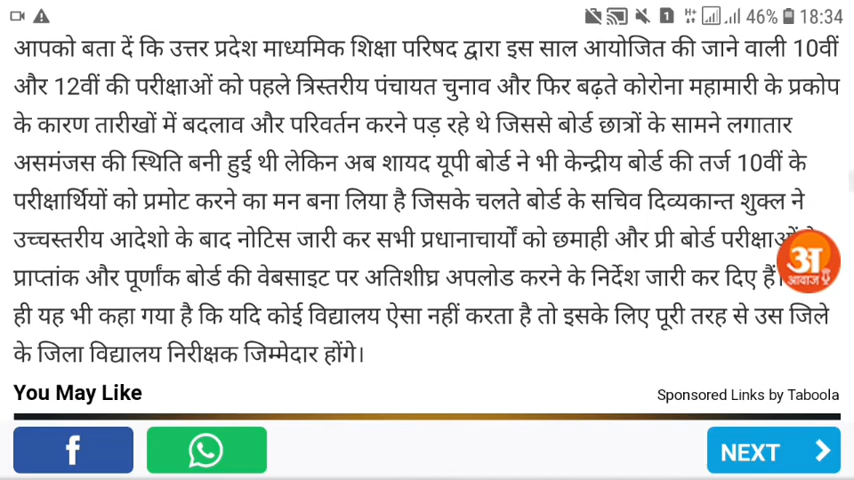 46% 18:34
आपको बता दें कि उत्तर प्रदेश माध्यमिक शिक्षा परिषद द्वारा इस साल आयोजित की जाने वाली 10वीं
और 12वीं की परीक्षाओं को पहले त्रिस्तरीय पंचायत चुनाव और फिर बढ़ते कोरोना महामारी के प्रकोप
के कारण तारीखों में बदलाव और परिवर्तन करने पड़ रहे थे जिससे बोर्ड छात्रों के सामने लगातार
असमंजस की स्थिति बनी हुई थी लेकिन अब शायद यूपी बोर्ड ने भी केन्द्रीय बोर्ड की तर्ज 10वीं के
परीक्षार्थियों को प्रमोट करने का मन बना लिया है जिसके चलते बोर्ड के सचिव दिव्यकान्त शुक्ल ने
उच्चस्तरीय आदेशो के बाद नोटिस जारी कर सभी प्रधानाचार्यों को छमाही और प्री बोर्ड परीक्षाओं
प्राप्तांक और पूर्णांक बोर्ड की वेबसाइट पर अतिशीघ्र अपलोड करने के निर्देश जारी कर दिए हैं
अ
आवाज
ही यह भी कहा गया है कि यदि कोई विद्यालय ऐसा नहीं करता है तो इसके लिए पूरी तरह से उस जिले
के जिला विद्यालय निरीक्षक जिम्मेदार होंगे।
You May Like Sponsored Links by Taboola
NEXT